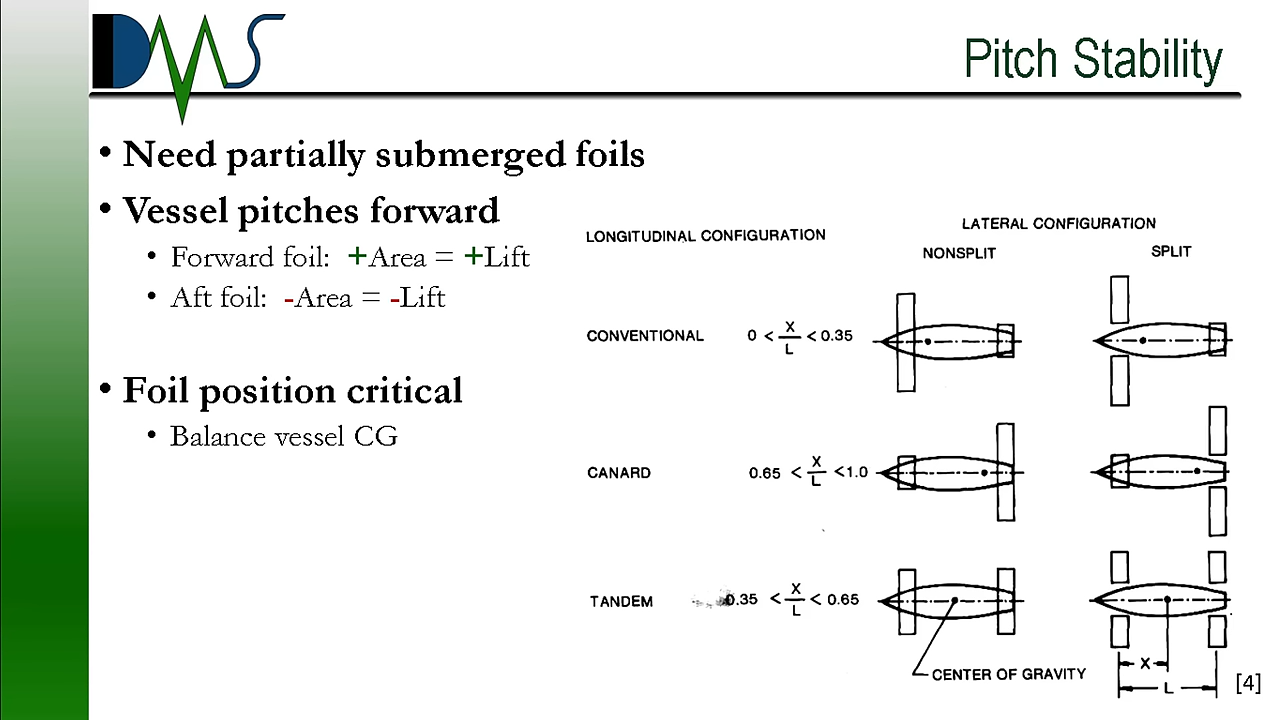 DMS
Pitch Stability
• Need partially submerged foils
• Vessel pitches forward
• Forward foil: +Area = +Lift
• Aft foil: -Area = -Lift
• Foil position critical
• Balance vessel CG
LONGITUDINAL CONFIGURATION
LATERAL CONFIGURATION
NONSPLIT SPLIT
CONVENTIONAL 0 < X/L < 0.35
CANARD 0.65 < X/L <1.0
TANDEM 0.35 < X/L < 0.65
CENTER OF GRAVITY
X
L
[4]